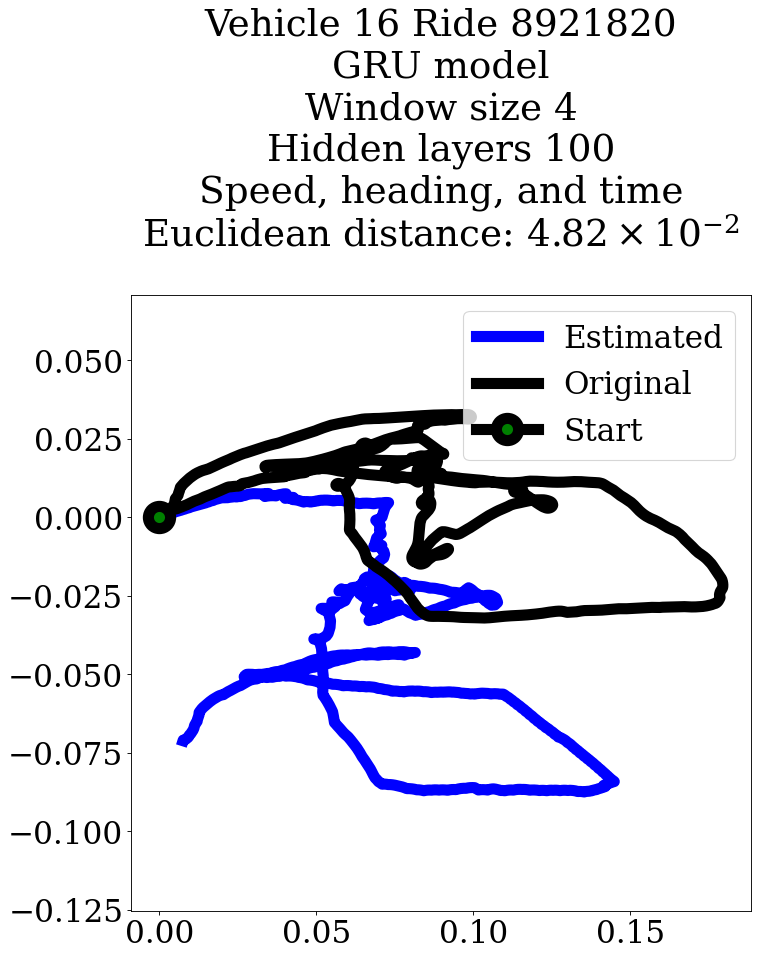 Vehicle 16 Ride 8921820
GRU model
Window size 4
Hidden layers 100
Speed, heading, and time
Euclidean distance: 4.82 × 10⁻²
Estimated
Original
Start
0.050
0.025
0.000
−0.025
−0.050
−0.075
−0.100
−0.125
0.00 0.05 0.10 0.15